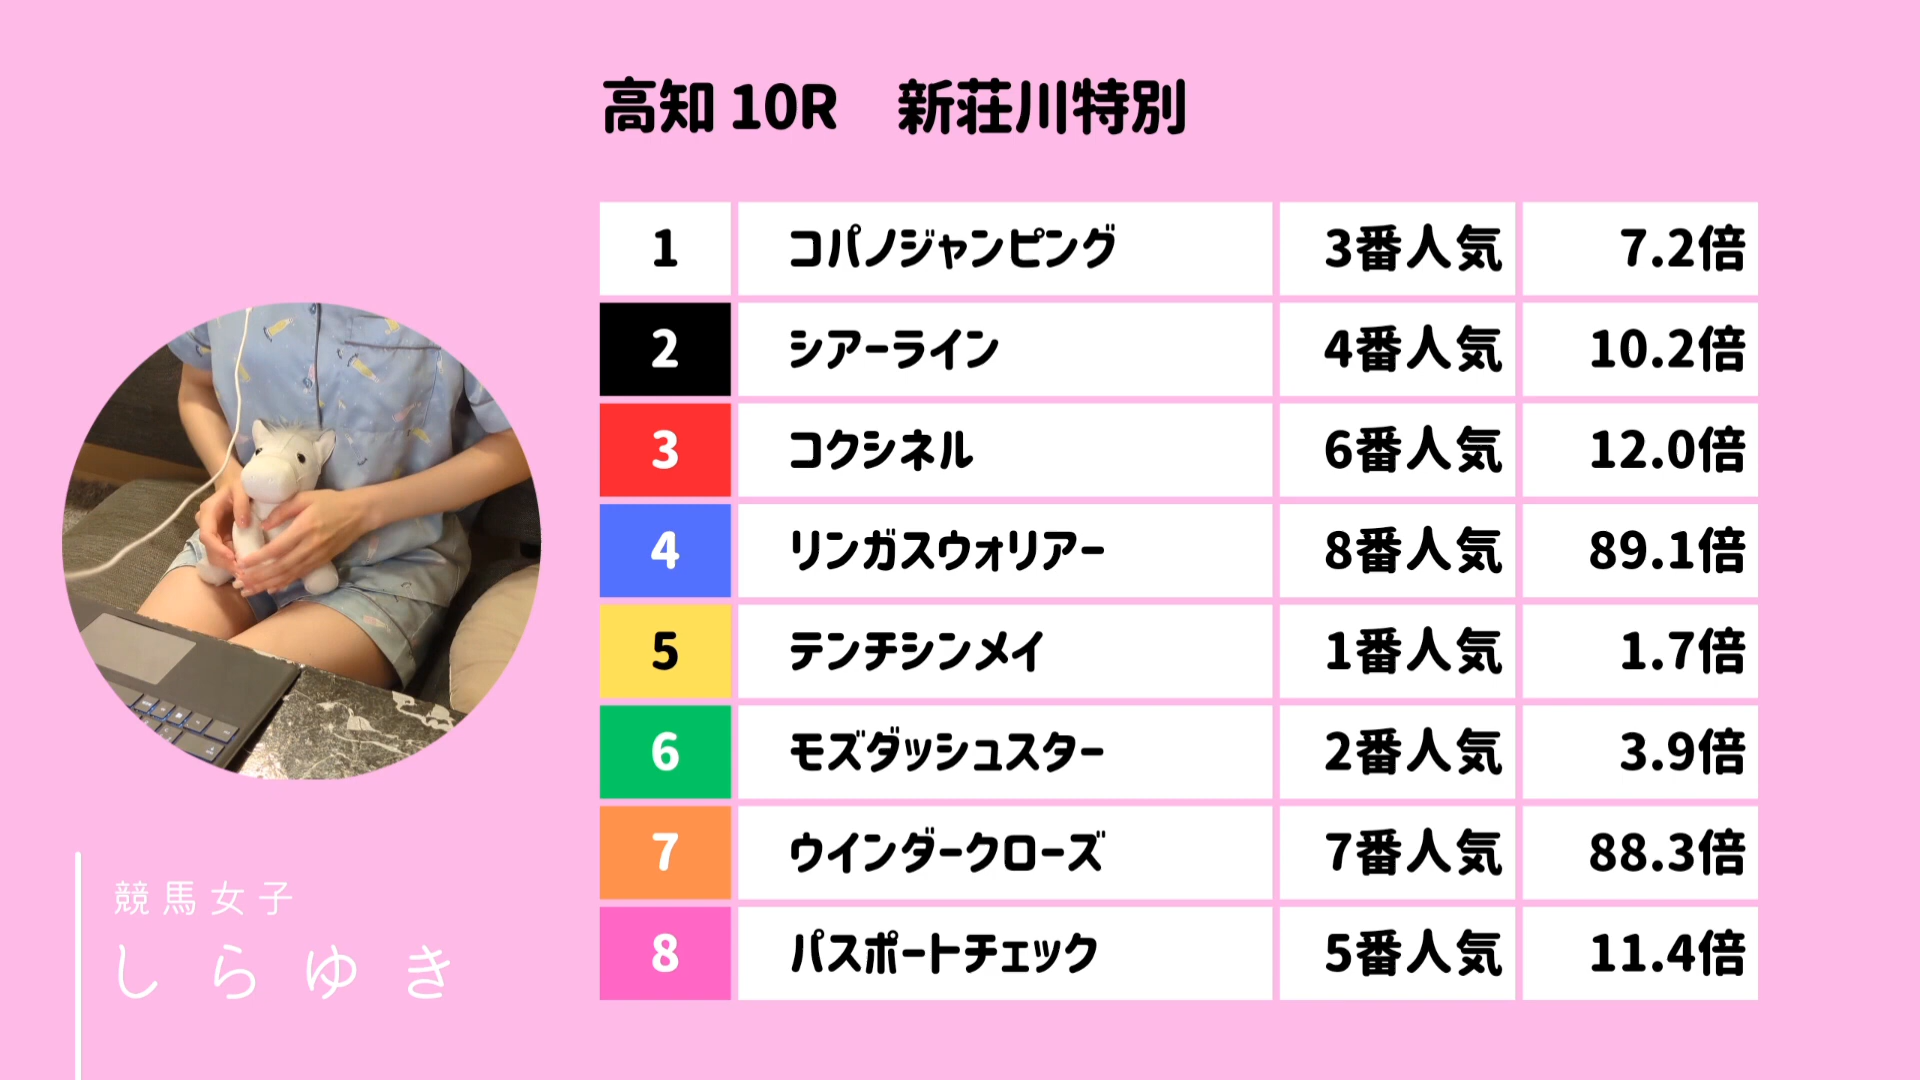 高知 10R　新荘川特別
1 コパノジャンピング 3番人気 7.2倍
2 シアーライン 4番人気 10.2倍
3 コクシネル 6番人気 12.0倍
4 リンガスウォリアー 8番人気 89.1倍
5 テンチシンメイ 1番人気 1.7倍
6 モズダッシュスター 2番人気 3.9倍
7 ウインダークローズ 7番人気 88.3倍
8 パスポートチェック 5番人気 11.4倍
競馬女子
しらゆき